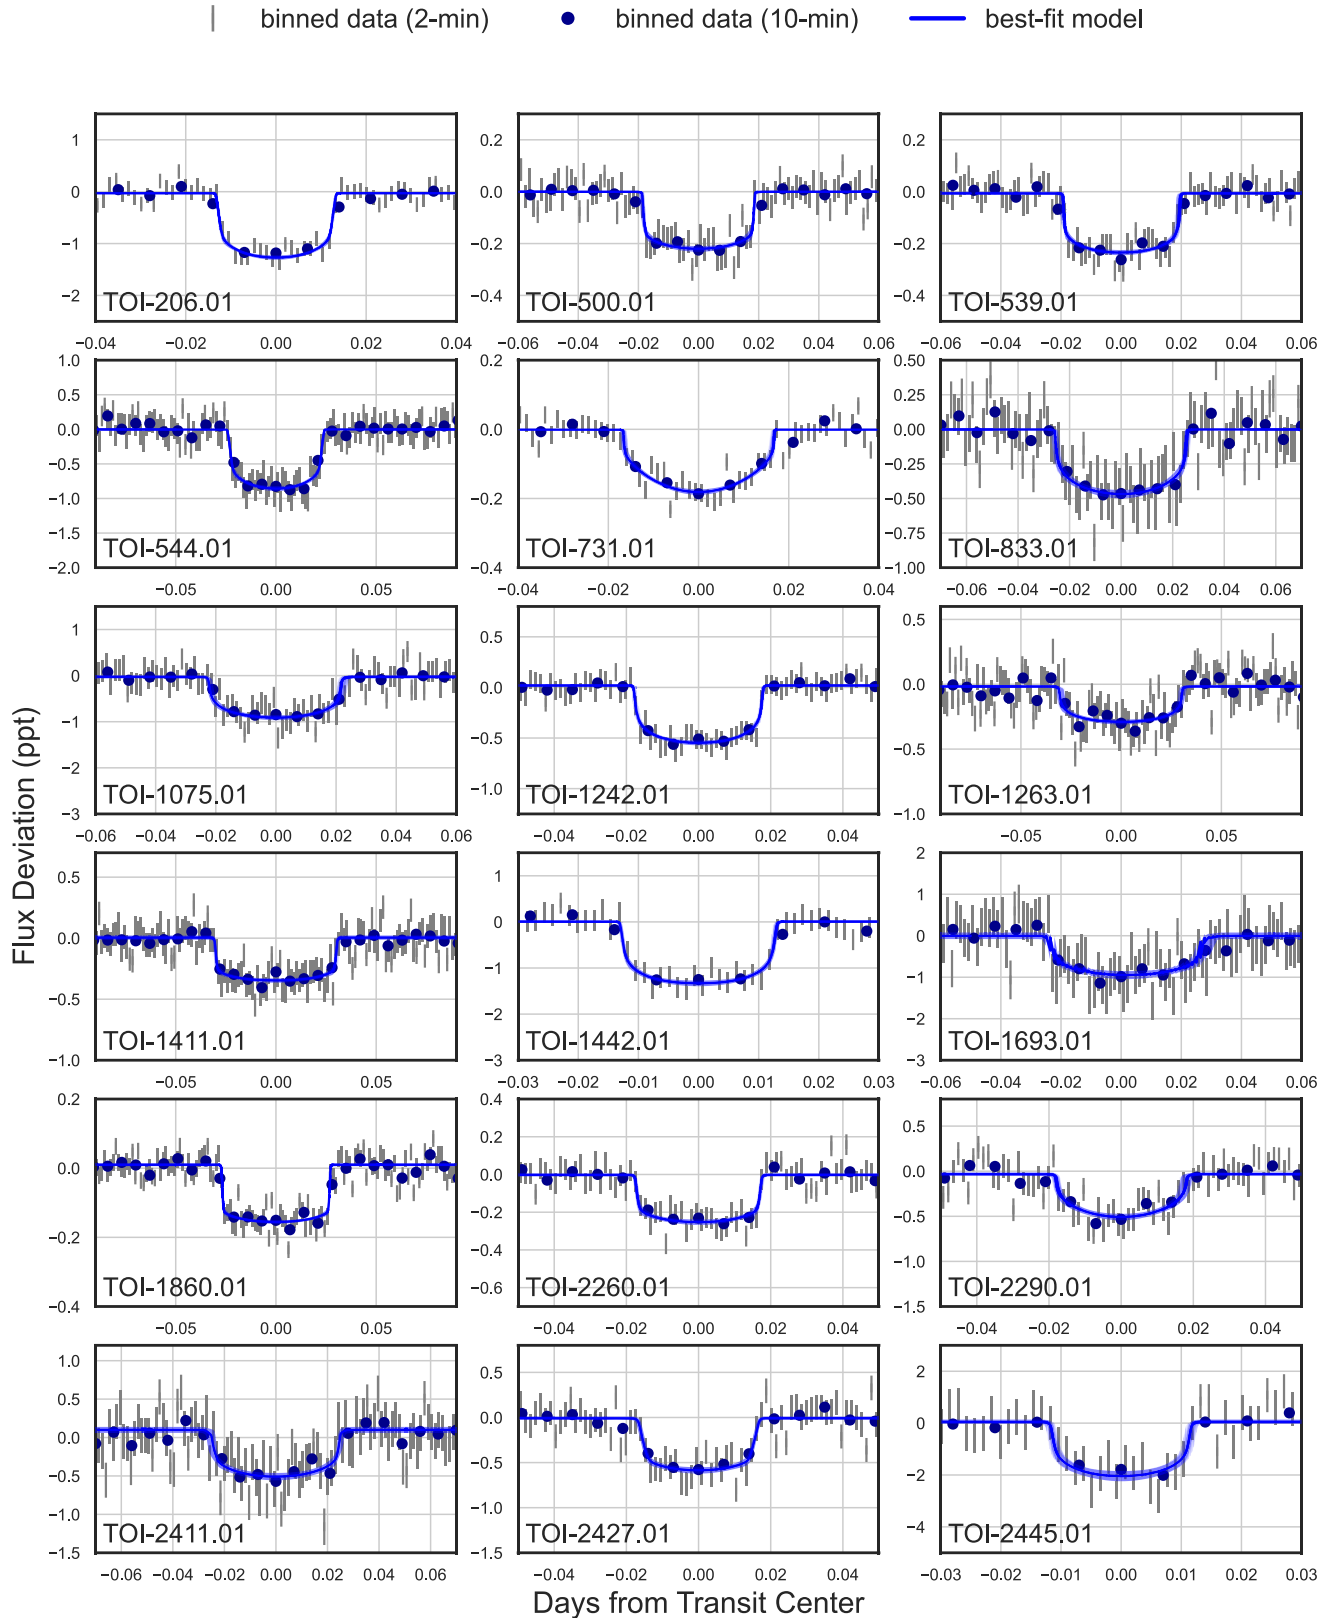 binned data (2-min) binned data (10-min) best-fit model
1 0 −1 −2 TOI-206.01 0.2 0.0 −0.2 −0.4 TOI-500.01 0.2 0.0 −0.2 −0.4 TOI-539.01
−0.04 −0.02 0.00 0.02 0.04 −0.06 −0.04 −0.02 0.00 0.02 0.04 0.06 −0.06 −0.04 −0.02 0.00 0.02 0.04 0.06
1.0 0.5 0.0 −0.5 −1.0 −1.5 −2.0 TOI-544.01 0.2 0.0 −0.2 −0.4 TOI-731.01 0.50 0.25 0.00 −0.25 −0.50 −0.75 −1.00 TOI-833.01
−0.05 0.00 0.05 −0.04 −0.02 0.00 0.02 0.04 −0.06 −0.04 −0.02 0.00 0.02 0.04 0.06
1 0 −1 −2 −3 TOI-1075.01 0.5 0.0 −0.5 −1.0 TOI-1242.01 0.5 0.0 −0.5 −1.0 TOI-1263.01
−0.06 −0.04 −0.02 0.00 0.02 0.04 0.06 −0.04 −0.02 0.00 0.02 0.04 −0.05 0.00 0.05
Flux Deviation (ppt)
0.5 0.0 −0.5 −1.0 TOI-1411.01 1 0 −1 −2 −3 TOI-1442.01 2 1 0 −1 −2 −3 TOI-1693.01
−0.05 0.00 0.05 −0.03 −0.02 −0.01 0.00 0.01 0.02 0.03 −0.06 −0.04 −0.02 0.00 0.02 0.04 0.06
0.2 0.0 −0.2 −0.4 TOI-1860.01 0.4 0.2 0.0 −0.2 −0.4 −0.6 TOI-2260.01 0.5 0.0 −0.5 −1.0 −1.5 TOI-2290.01
−0.05 0.00 0.05 −0.04 −0.02 0.00 0.02 0.04 −0.04 −0.02 0.00 0.02 0.04
1.0 0.5 0.0 −0.5 −1.0 −1.5 TOI-2411.01 0.5 0.0 −0.5 −1.0 −1.5 TOI-2427.01 2 0 −2 −4 TOI-2445.01
−0.06 −0.04 −0.02 0.00 0.02 0.04 0.06 −0.04 −0.02 0.00 0.02 0.04 −0.03 −0.02 −0.01 0.00 0.01 0.02 0.03
Days from Transit Center